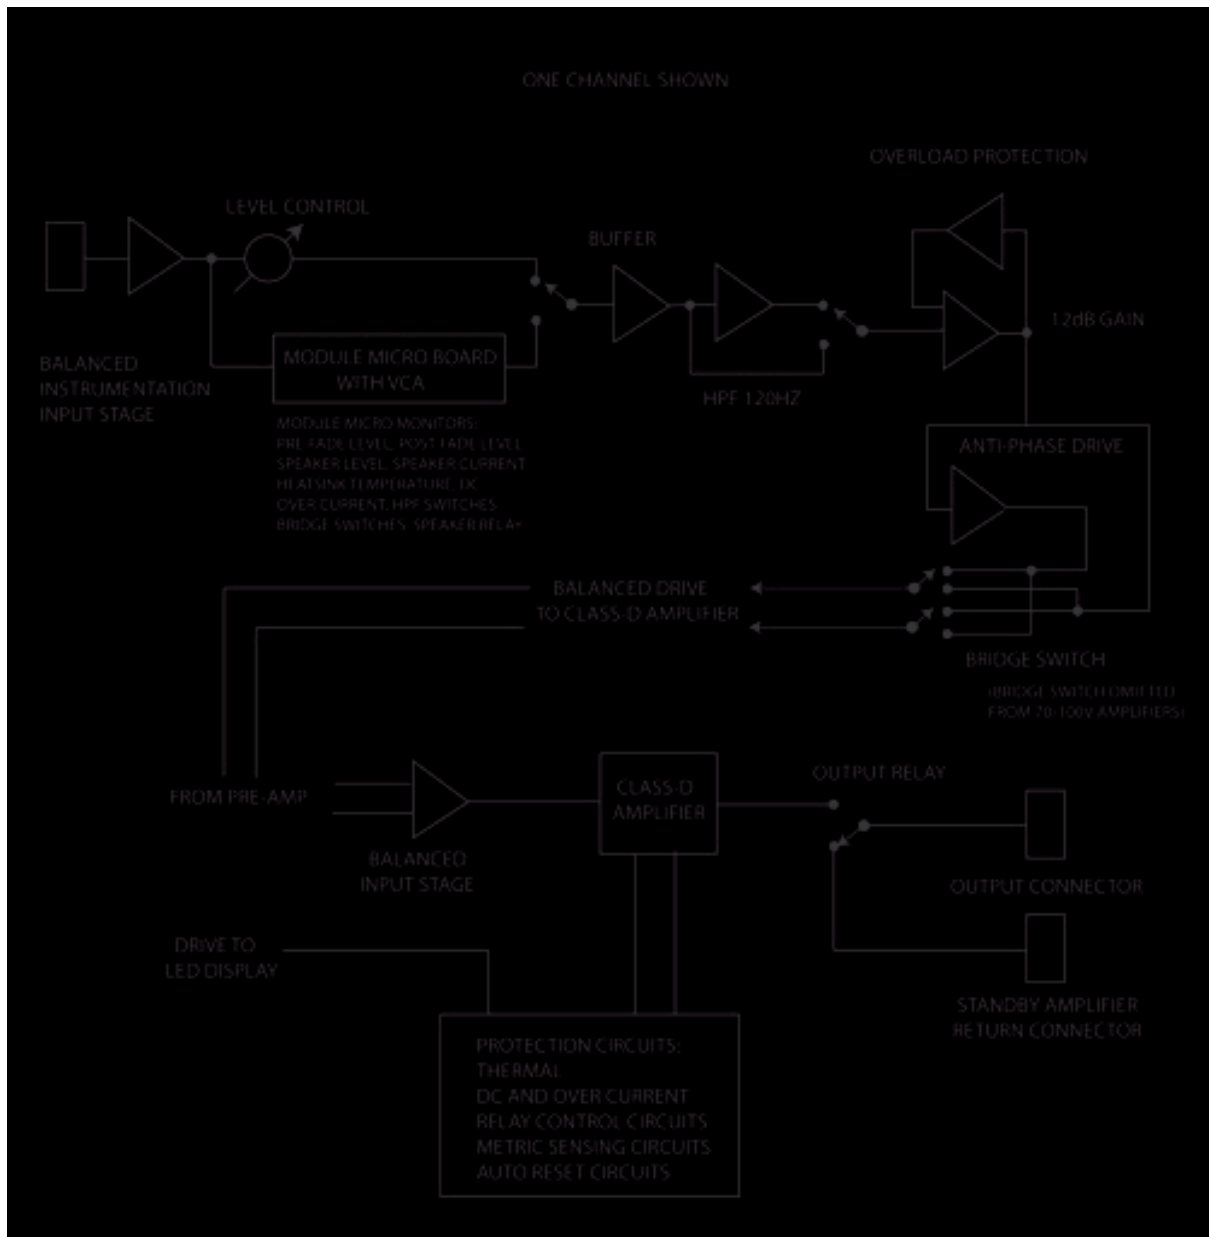 ONE CHANNEL SHOWN
OVERLOAD PROTECTION
LEVEL CONTROL
BUFFER
12dB GAIN
BALANCED
INSTRUMENTATION
INPUT STAGE
MODULE MICRO BOARD
WITH VCA
HPF 120HZ
MODULE MICRO MONITORS:
PRE FADE LEVEL, POST FADE LEVEL
SPEAKER LEVEL, SPEAKER CURRENT
HEATSINK TEMPERATURE, DC
OVER CURRENT, HPF SWITCHES
BRIDGE SWITCHES, SPEAKER RELAY
ANTI-PHASE DRIVE
BALANCED DRIVE
TO CLASS-D AMPLIFIER
BRIDGE SWITCH
(BRIDGE SWITCH OMITTED
FROM 70-100V AMPLIFIERS)
FROM PRE-AMP
CLASS-D
AMPLIFIER
OUTPUT RELAY
BALANCED
INPUT STAGE
OUTPUT CONNECTOR
DRIVE TO
LED DISPLAY
STANDBY AMPLIFIER
RETURN CONNECTOR
PROTECTION CIRCUITS:
THERMAL
DC AND OVER CURRENT
RELAY CONTROL CIRCUITS
METRIC SENSING CIRCUITS
AUTO RESET CIRCUITS